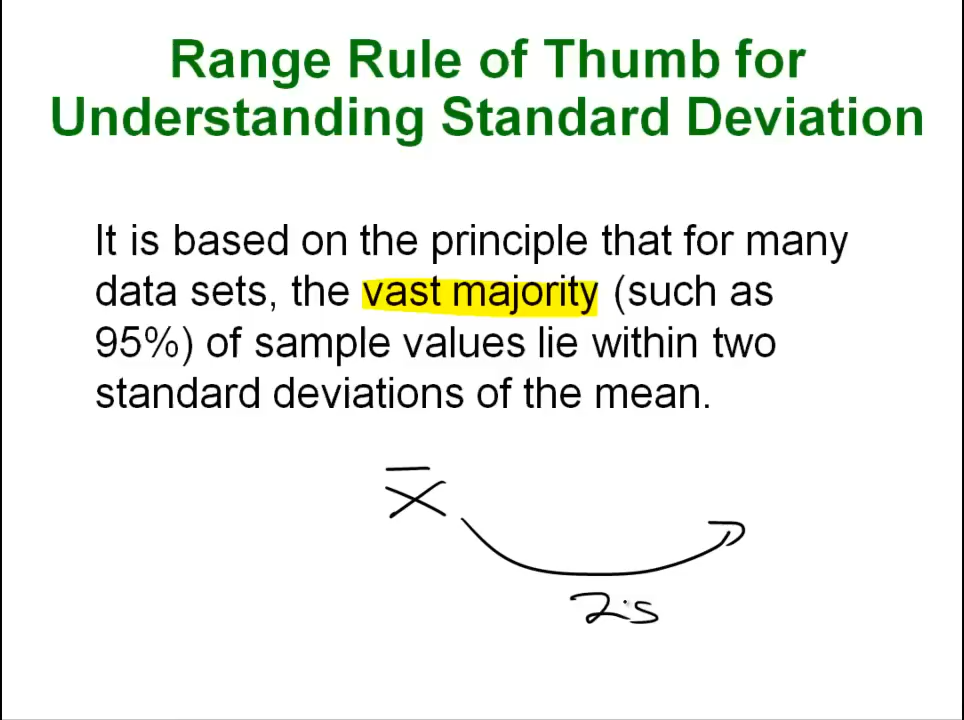 Range Rule of Thumb for
Understanding Standard Deviation
It is based on the principle that for many
data sets, the vast majority (such as
95%) of sample values lie within two
standard deviations of the mean.
x̄
2·s